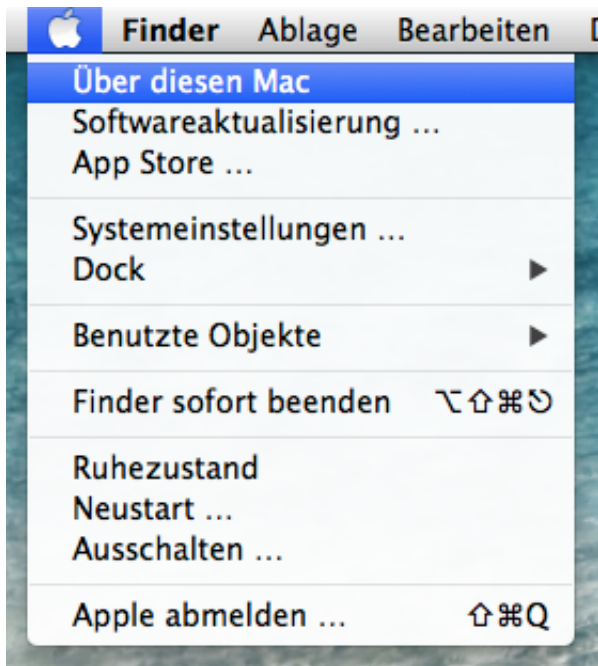 Finder Ablage Bearbeiten
Über diesen Mac
Softwareaktualisierung ...
App Store ...
Systemeinstellungen ...
Dock ▶
Benutzte Objekte ▶
Finder sofort beenden ⌥⇧⌘⎋
Ruhezustand
Neustart ...
Ausschalten ...
Apple abmelden ... ⇧⌘Q